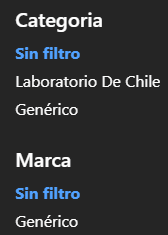 Categoria
Sin filtro
Laboratorio De Chile
Genérico
Marca
Sin filtro
Genérico